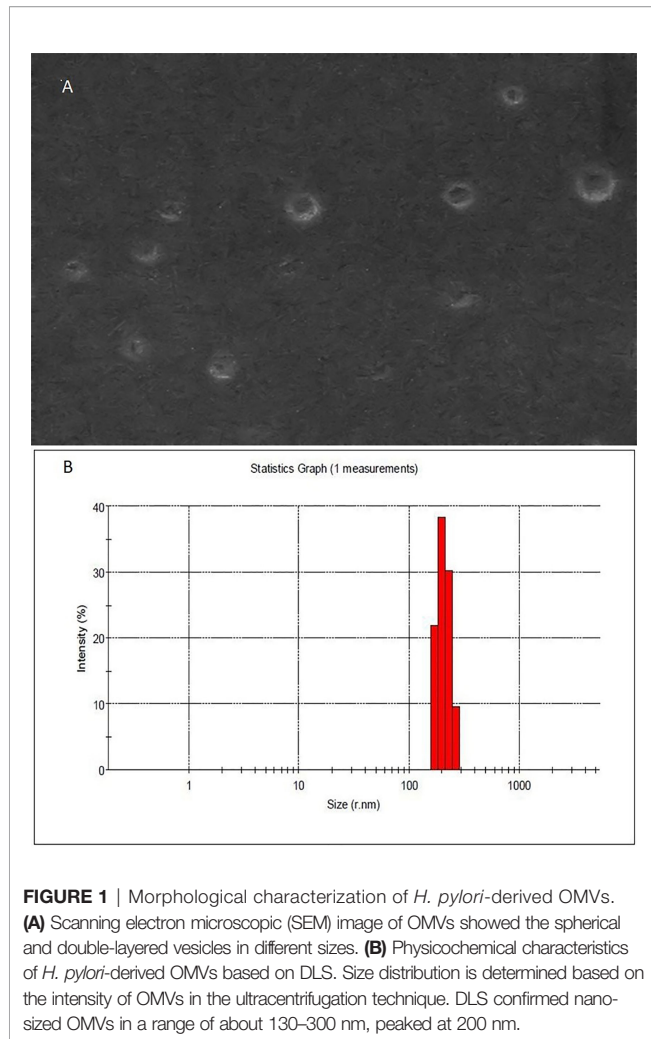 A
B
Statistics Graph (1 measurements)
40
30
20
10
0
Intensity (%)
1
10
100
1000
Size (r.nm)
FIGURE 1 | Morphological characterization of H. pylori-derived OMVs.
(A) Scanning electron microscopic (SEM) image of OMVs showed the spherical
and double-layered vesicles in different sizes. (B) Physicochemical characteristics
of H. pylori-derived OMVs based on DLS. Size distribution is determined based on
the intensity of OMVs in the ultracentrifugation technique. DLS confirmed nano-
sized OMVs in a range of about 130–300 nm, peaked at 200 nm.